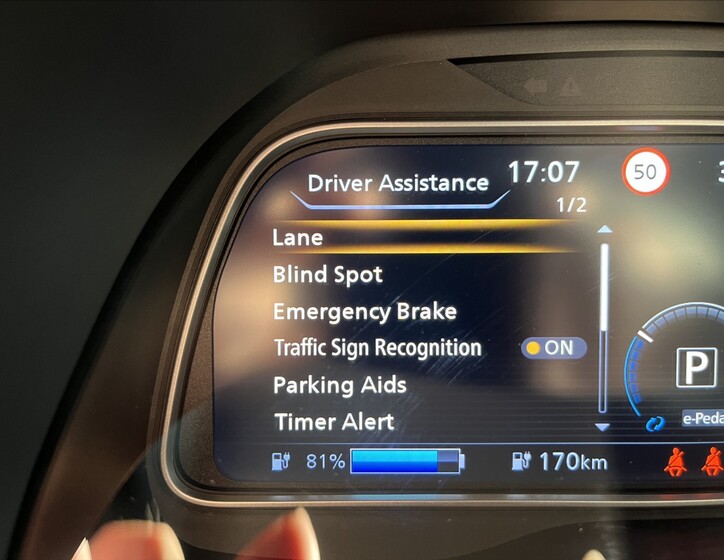 Driver Assistance 17:07 50
1/2
Lane
Blind Spot
Emergency Brake
Traffic Sign Recognition ON
Parking Aids
Timer Alert
P
81% 170km